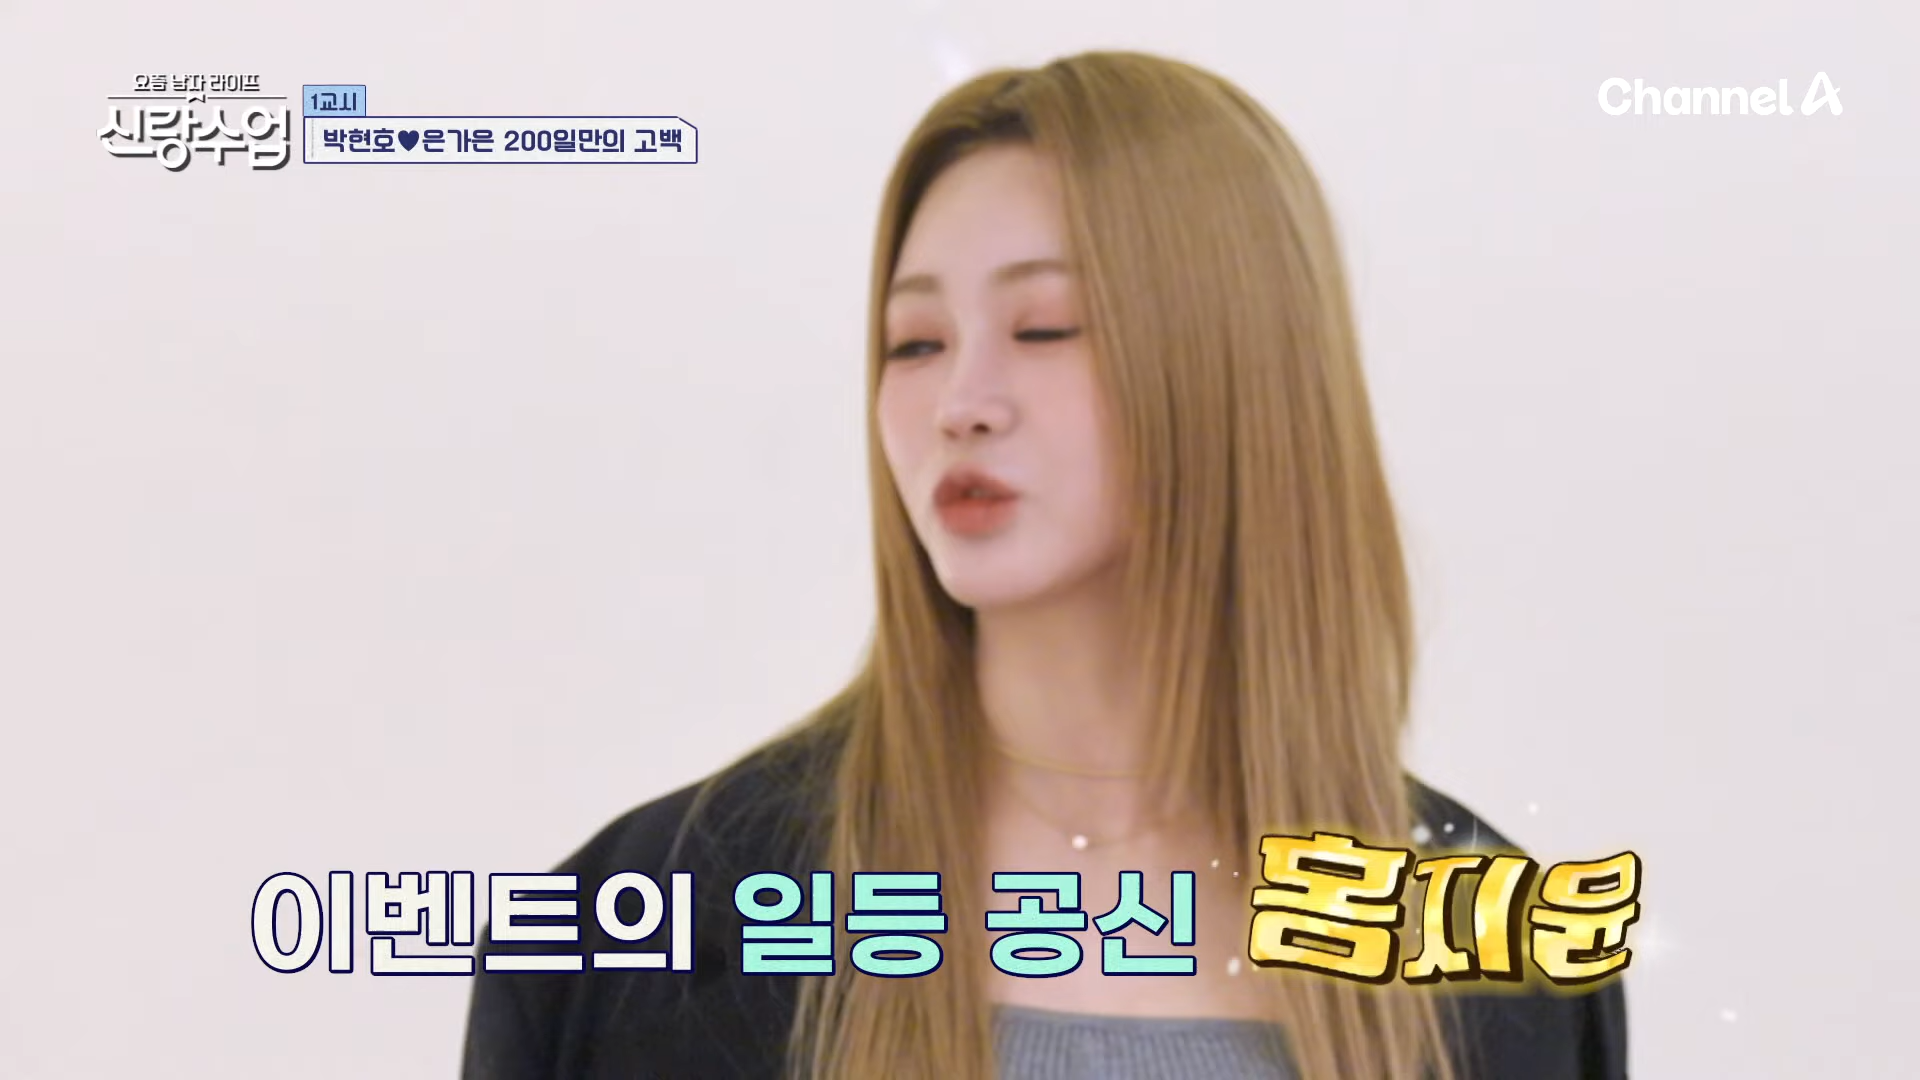 요즘 남자 라이프
신랑수업
1교시
박현호♥은가은 200일만의 고백
Channel A
이벤트의 일등 공신 홍지윤